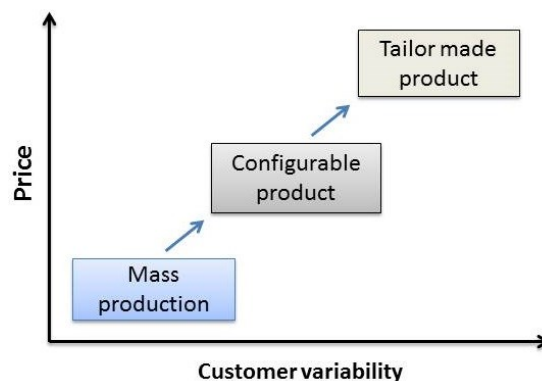 Tailor made
product
Configurable
product
Price
Mass
production
Customer variability